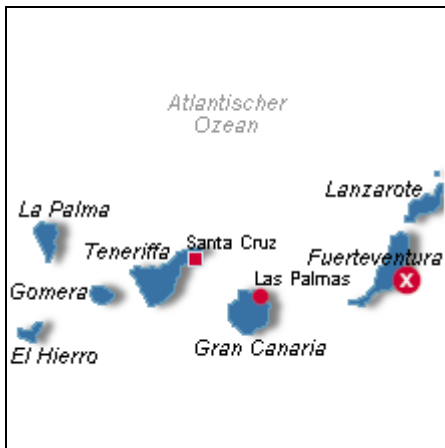 Atlantischer
Ozean
Lanzarote
La Palma
Santa Cruz
Teneriffa
Fuerteventura
Las Palmas
X
Gomera
Gran Canaria
El Hierro